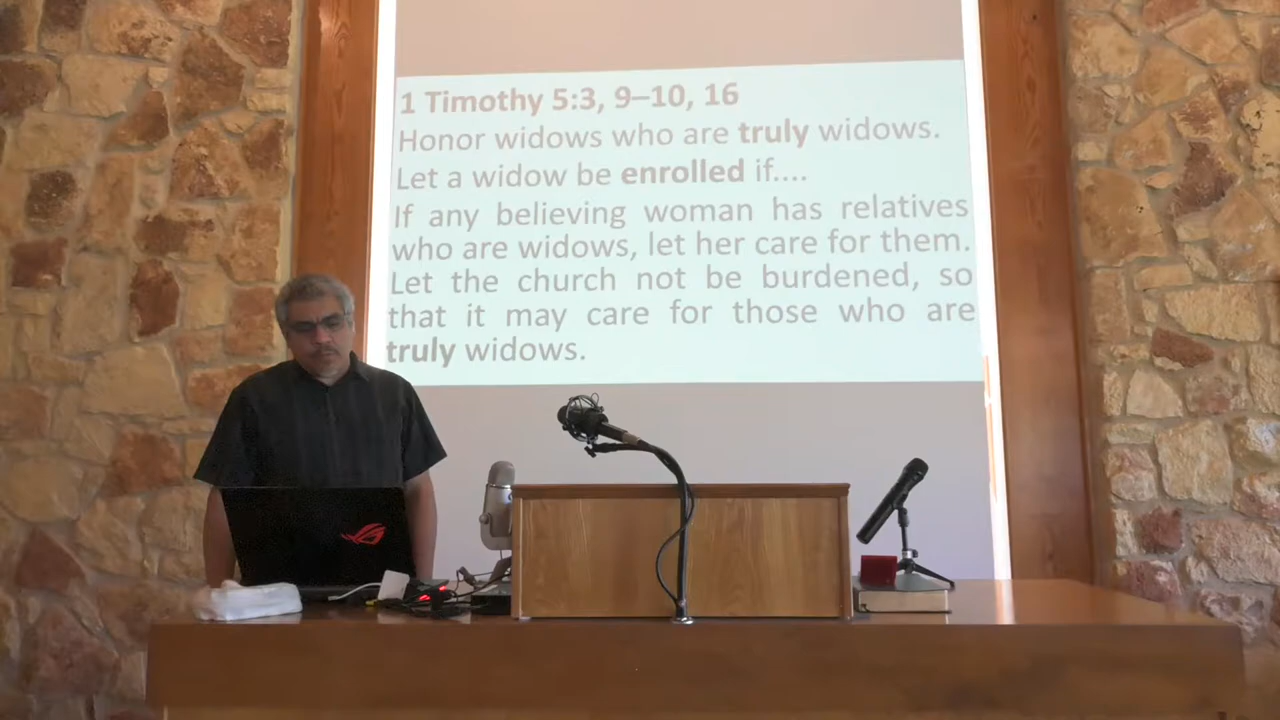 1 Timothy 5:3, 9–10, 16
Honor widows who are truly widows.
Let a widow be enrolled if....
If any believing woman has relatives
who are widows, let her care for them.
Let the church not be burdened, so
that it may care for those who are
truly widows.